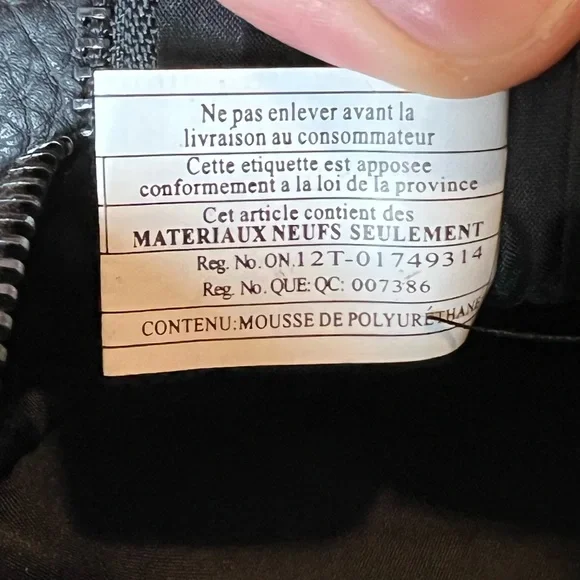 Ne pas enlever avant la
livraison au consommateur
Cette etiquette est apposee
conformement a la loi de la province
Cet article contient des
MATERIAUX NEUFS SEULEMENT
Reg. No. ON.12T-01749314
Reg. No. QUE: QC: 007386
CONTENU:MOUSSE DE POLYURÉTHANE